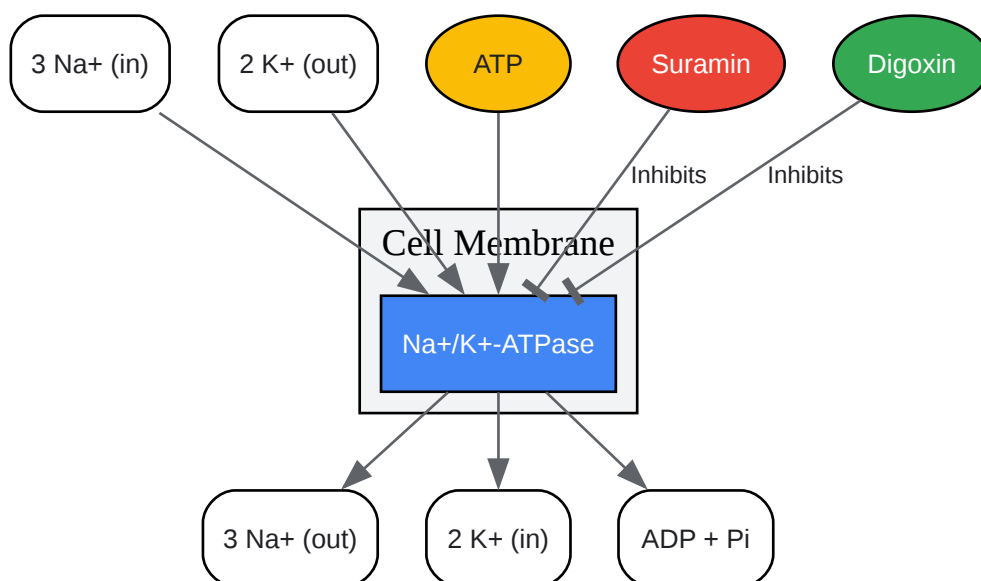 3 Na+ (in)
2 K+ (out)
ATP
Suramin
Digoxin
Inhibits
Inhibits
Cell Membrane
Na+/K+-ATPase
3 Na+ (out)
2 K+ (in)
ADP + Pi